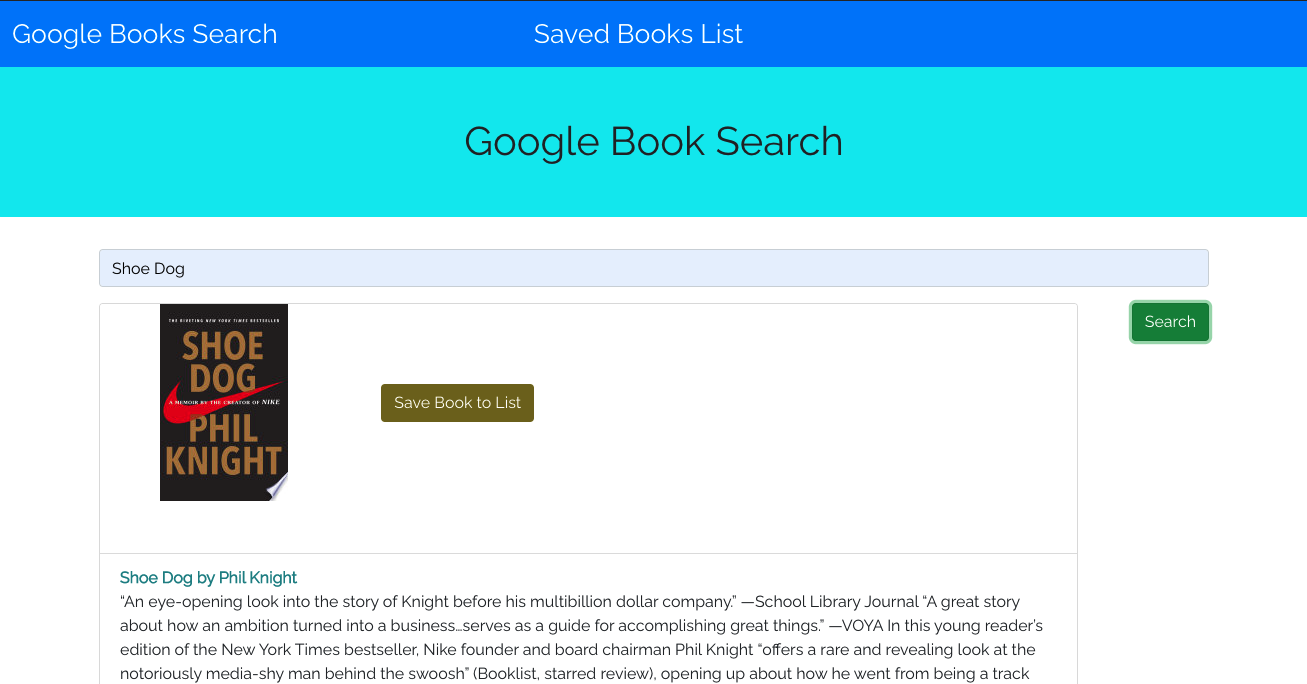 Google Books Search
Saved Books List
Google Book Search
Shoe Dog
Search
THE RIVETING NEW YORK TIMES BESTSELLER
SHOE
DOG
A MEMOIR BY THE CREATOR OF NIKE
PHIL
KNIGHT
Save Book to List
Shoe Dog by Phil Knight
“An eye-opening look into the story of Knight before his multibillion dollar company.” —School Library Journal “A great story
about how an ambition turned into a business…serves as a guide for accomplishing great things.” —VOYA In this young reader’s
edition of the New York Times bestseller, Nike founder and board chairman Phil Knight “offers a rare and revealing look at the
notoriously media-shy man behind the swoosh” (Booklist, starred review), opening up about how he went from being a track